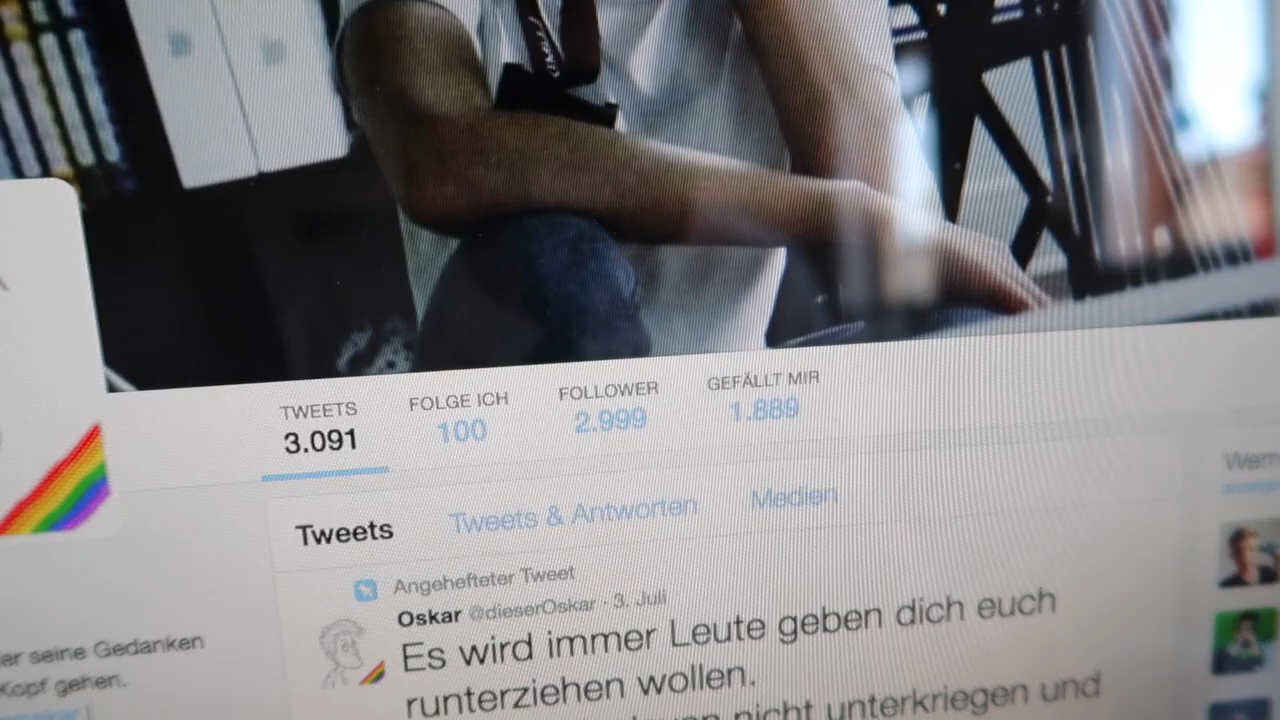 TWEETS FOLGE ICH FOLLOWER GEFÄLLT MIR
3.091 100 2.999 1.889
Tweets Tweets & Antworten Medien
Angehefteter Tweet
Oskar @dieserOskar · 3. Juli
Es wird immer Leute geben dich euch
runterziehen wollen.
nicht unterkriegen und
er seine Gedanken
Kopf gehen.